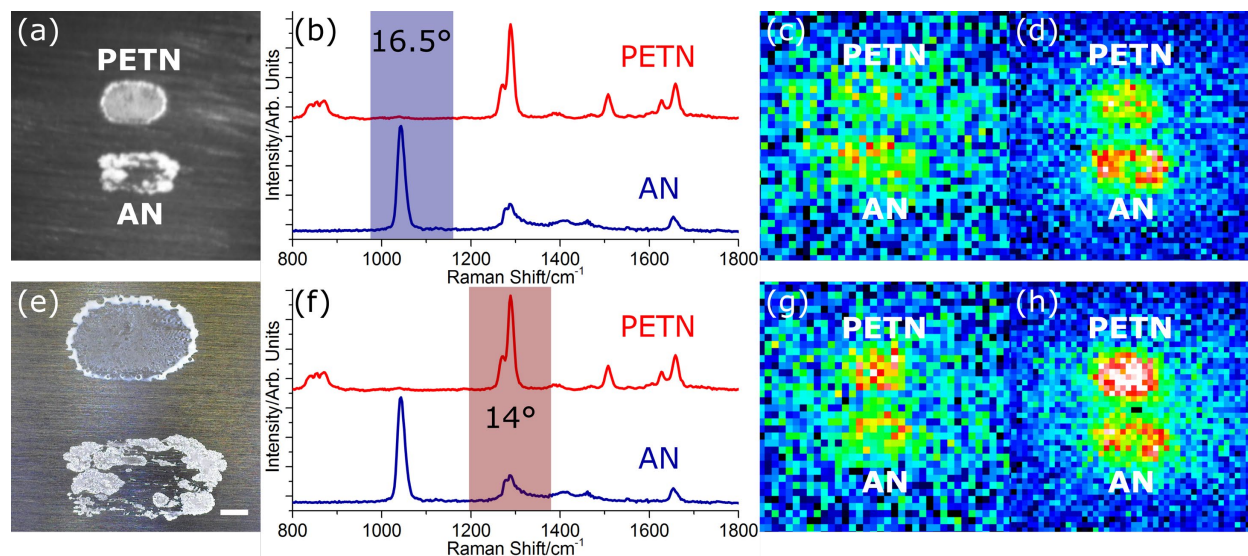 (a)
PETN
AN
(b)
16.5°
PETN
AN
Intensity/Arb. Units
800 1000 1200 1400 1600 1800
Raman Shift/cm⁻¹
(c)
PETN
AN
(d)
(e)
(f)
PETN
14°
AN
Intensity/Arb. Units
800 1000 1200 1400 1600 1800
Raman Shift/cm⁻¹
(g)
PETN
AN
(h)
PETN
AN